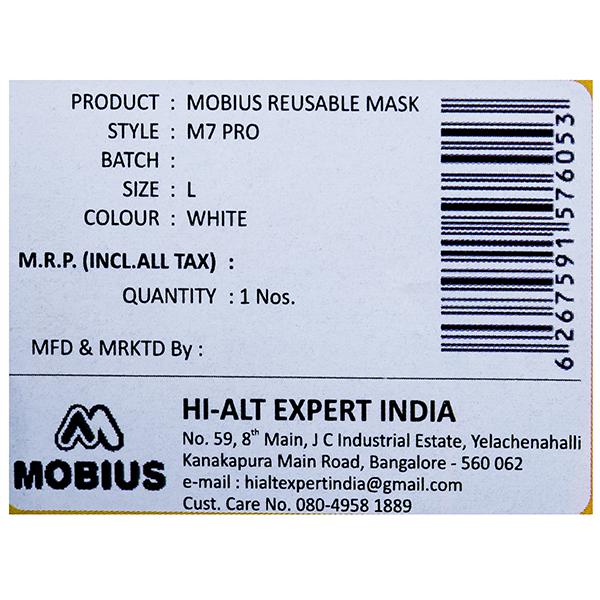 PRODUCT : MOBIUS REUSABLE MASK
STYLE : M7 PRO
BATCH :
SIZE : L
COLOUR : WHITE
M.R.P. (INCL.ALL TAX) :
QUANTITY : 1 Nos.
MFD & MRKTD By :
6267591576053
MOBIUS
HI-ALT EXPERT INDIA
No. 59, 8th Main, J C Industrial Estate, Yelachenahalli
Kanakapura Main Road, Bangalore - 560 062
e-mail : hialtexpertindia@gmail.com
Cust. Care No. 080-4958 1889